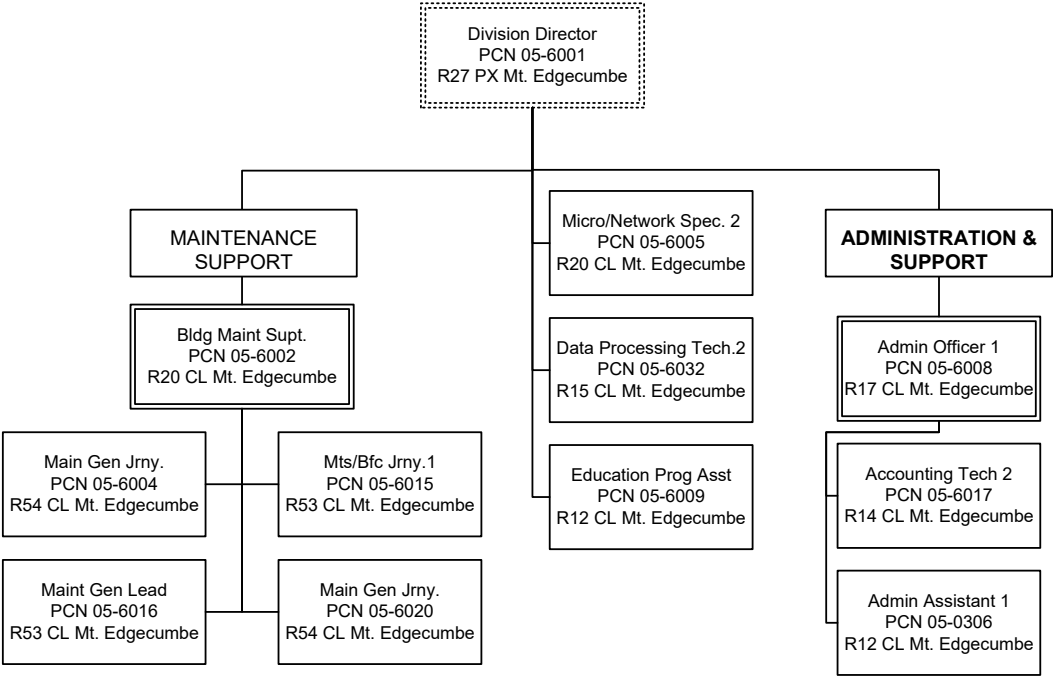 Division Director
PCN 05-6001
R27 PX Mt. Edgecumbe
MAINTENANCE
SUPPORT
Bldg Maint Supt.
PCN 05-6002
R20 CL Mt. Edgecumbe
Main Gen Jrny.
PCN 05-6004
R54 CL Mt. Edgecumbe
Mts/Bfc Jrny.1
PCN 05-6015
R53 CL Mt. Edgecumbe
Maint Gen Lead
PCN 05-6016
R53 CL Mt. Edgecumbe
Main Gen Jrny.
PCN 05-6020
R54 CL Mt. Edgecumbe
Micro/Network Spec. 2
PCN 05-6005
R20 CL Mt. Edgecumbe
Data Processing Tech.2
PCN 05-6032
R15 CL Mt. Edgecumbe
Education Prog Asst
PCN 05-6009
R12 CL Mt. Edgecumbe
ADMINISTRATION &
SUPPORT
Admin Officer 1
PCN 05-6008
R17 CL Mt. Edgecumbe
Accounting Tech 2
PCN 05-6017
R14 CL Mt. Edgecumbe
Admin Assistant 1
PCN 05-0306
R12 CL Mt. Edgecumbe